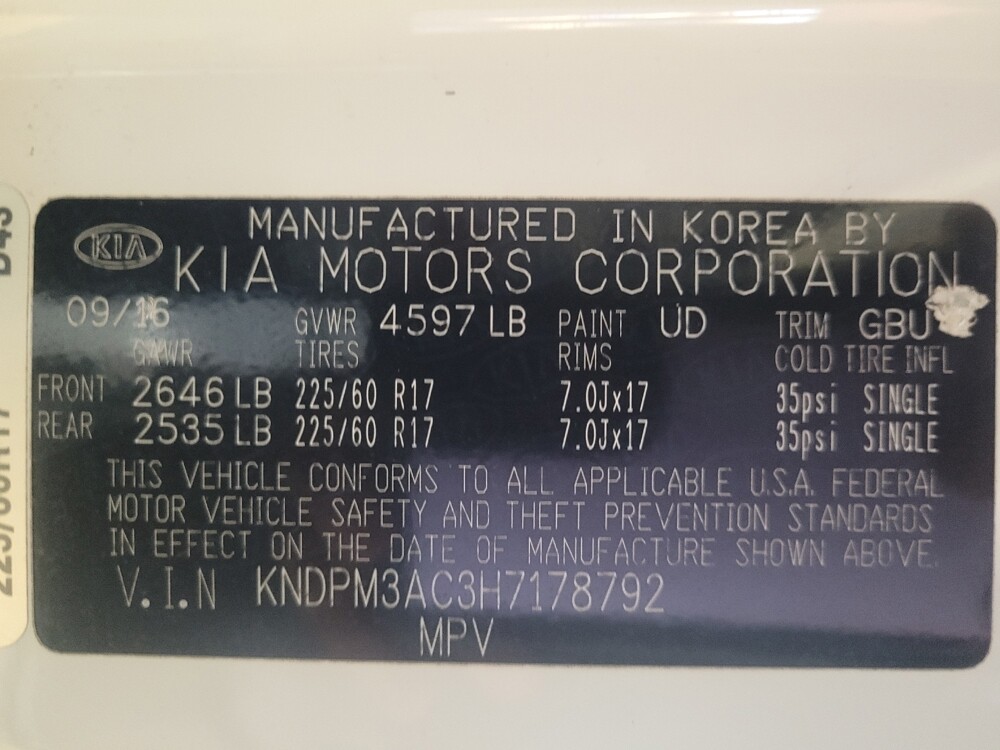 KIA
MANUFACTURED IN KOREA BY
KIA MOTORS CORPORATION
09/16 GVWR 4597 LB PAINT UD TRIM GBU
GAWR TIRES RIMS COLD TIRE INFL
FRONT 2646 LB 225/60 R17 7.0Jx17 35psi SINGLE
REAR 2535 LB 225/60 R17 7.0Jx17 35psi SINGLE
THIS VEHICLE CONFORMS TO ALL APPLICABLE U.S.A. FEDERAL
MOTOR VEHICLE SAFETY AND THEFT PREVENTION STANDARDS
IN EFFECT ON THE DATE OF MANUFACTURE SHOWN ABOVE.
V.I.N KNDPM3AC3H7178792
MPV